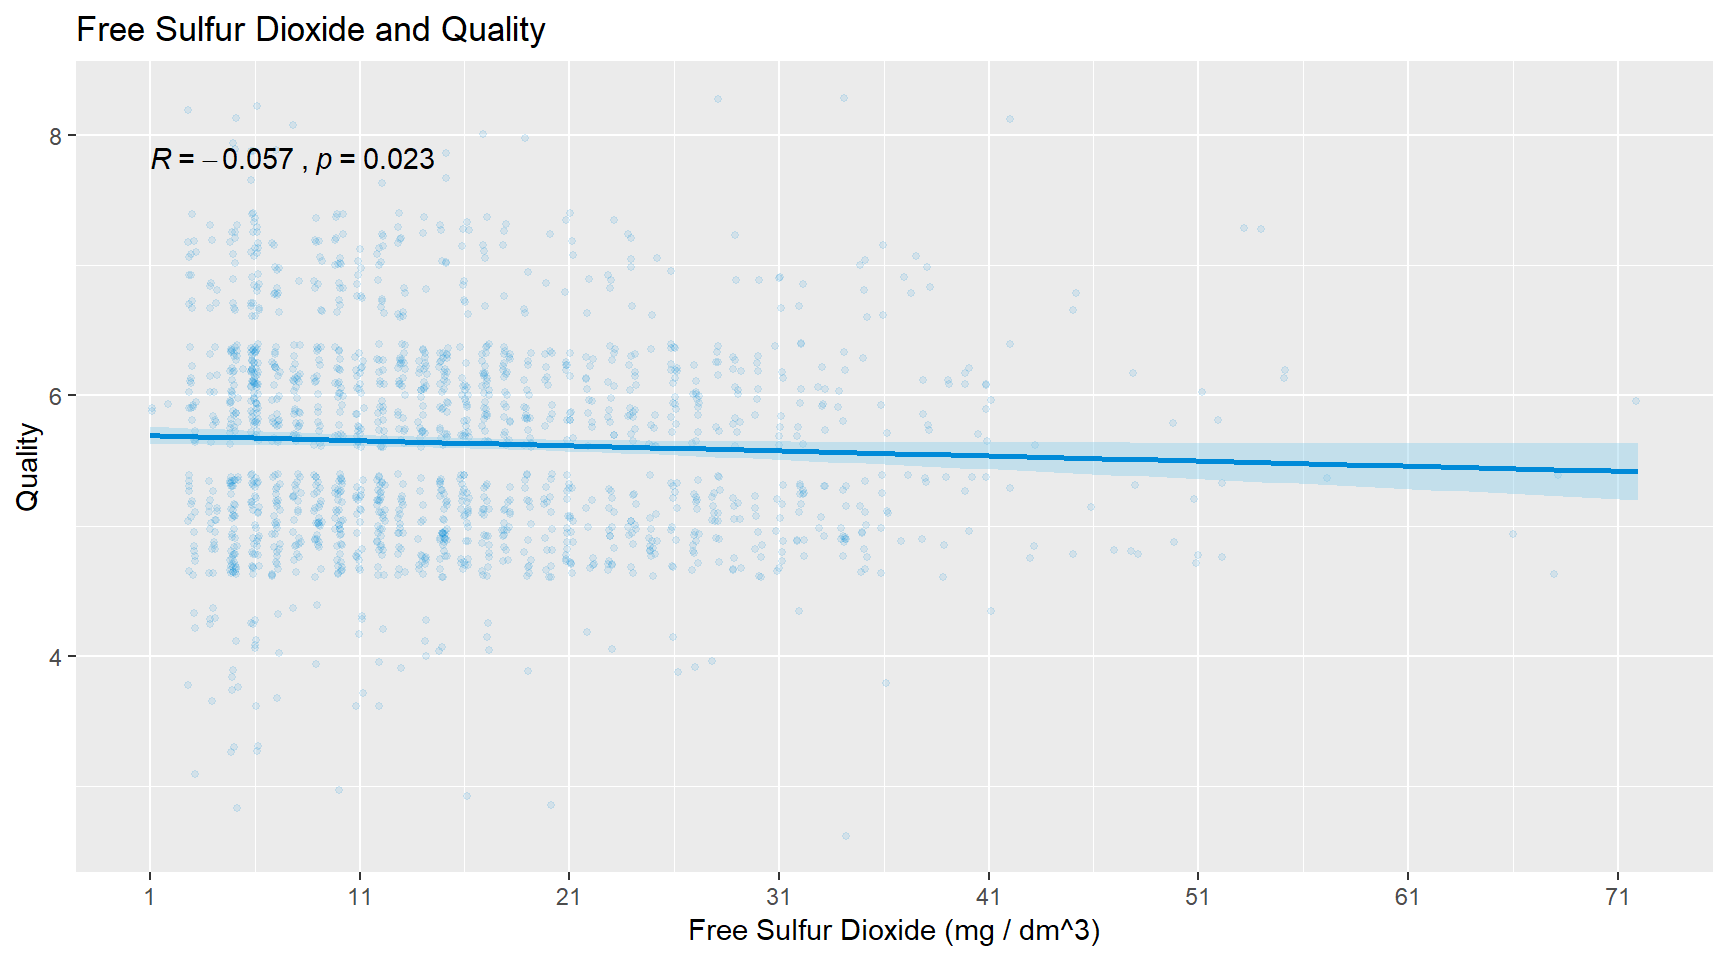 Free Sulfur Dioxide and Quality
R = −0.057 , p = 0.023
8
6
4
Quality
1 11 21 31 41 51 61 71
Free Sulfur Dioxide (mg / dm^3)